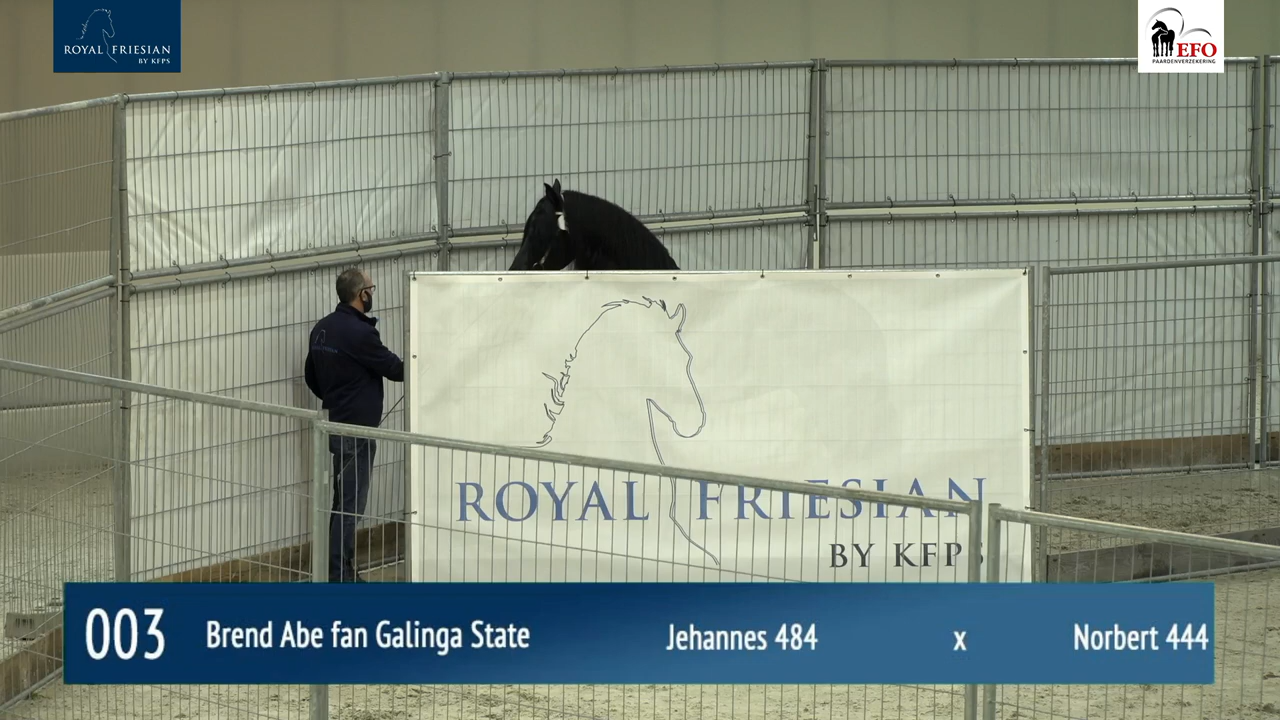 ROYAL FRIESIAN
BY KFPS
EFO
PAARDENVERZEKERING
ROYAL FRIESIAN
BY KFPS
003 Brend Abe fan Galinga State Jehannes 484 x Norbert 444